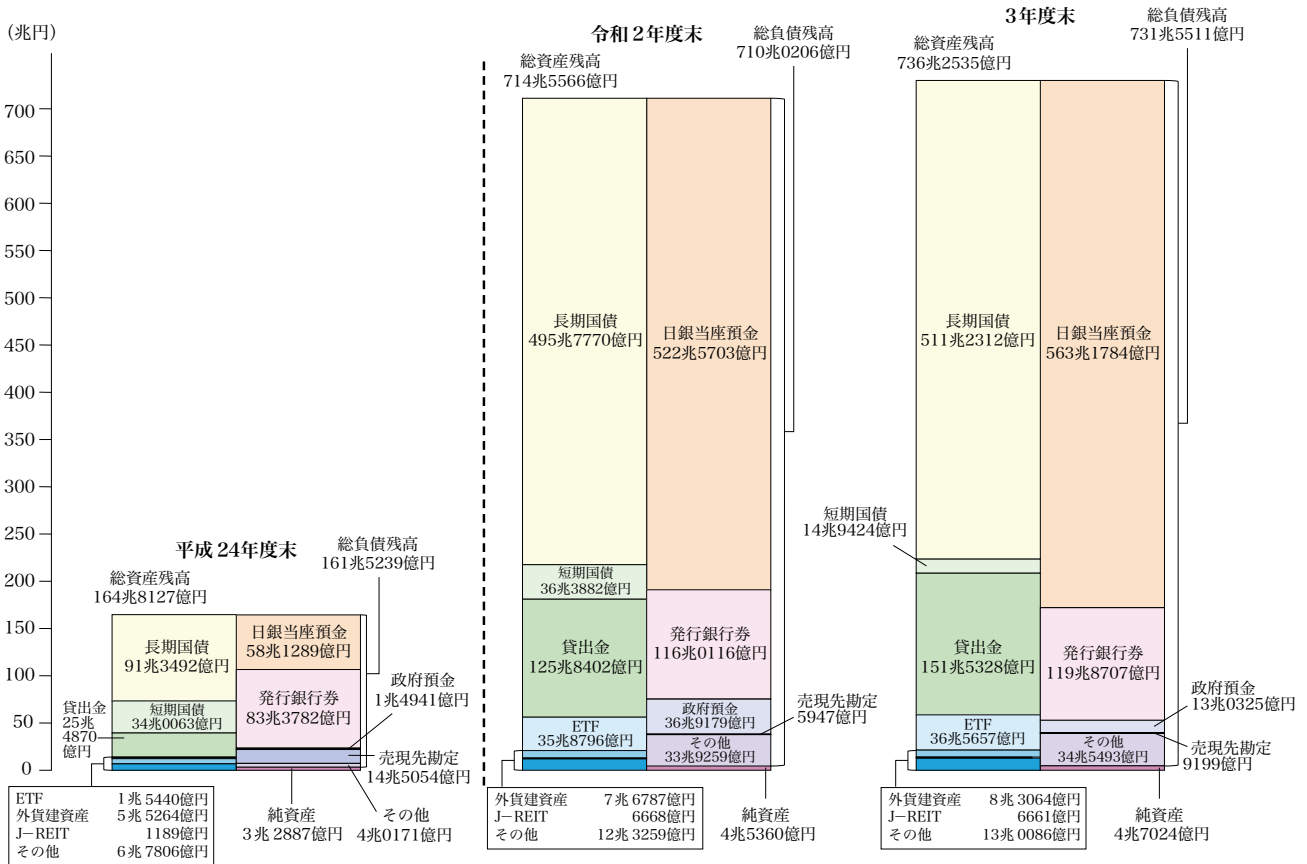 (兆円)
700
650
600
550
500
450
400
350
300
250
200
150
100
50
0
平成 24年度末
総資産残高
164兆8127億円
総負債残高
161兆5239億円
長期国債
91兆3492億円
短期国債
34兆0063億円
貸出金
25兆
4870
億円
日銀当座預金
58兆1289億円
発行銀行券
83兆3782億円
政府預金
1兆4941億円
売現先勘定
14兆5054億円
その他
4兆0171億円
純資産
3兆2887億円
ETF 1兆5440億円
外貨建資産 5兆5264億円
J−REIT 1189億円
その他 6兆7806億円
令和 2年度末
総資産残高
714兆5566億円
総負債残高
710兆0206億円
長期国債
495兆7770億円
短期国債
36兆3882億円
貸出金
125兆8402億円
ETF
35兆8796億円
日銀当座預金
522兆5703億円
発行銀行券
116兆0116億円
政府預金
36兆9179億円
その他
33兆9259億円
売現先勘定
5947億円
純資産
4兆5360億円
外貨建資産 7兆6787億円
J−REIT 6668億円
その他 12兆3259億円
3年度末
総資産残高
736兆2535億円
総負債残高
731兆5511億円
長期国債
511兆2312億円
短期国債
14兆9424億円
貸出金
151兆5328億円
ETF
36兆5657億円
日銀当座預金
563兆1784億円
発行銀行券
119兆8707億円
政府預金
13兆0325億円
その他
34兆5493億円
売現先勘定
9199億円
純資産
4兆7024億円
外貨建資産 8兆3064億円
J−REIT 6661億円
その他 13兆0086億円